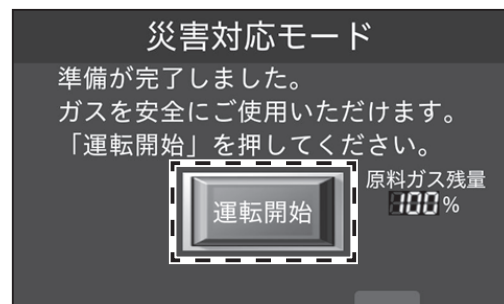 災害対応モード
準備が完了しました。
ガスを安全にご使用いただけます。
「運転開始」を押してください。
運転開始
原料ガス残量
100%